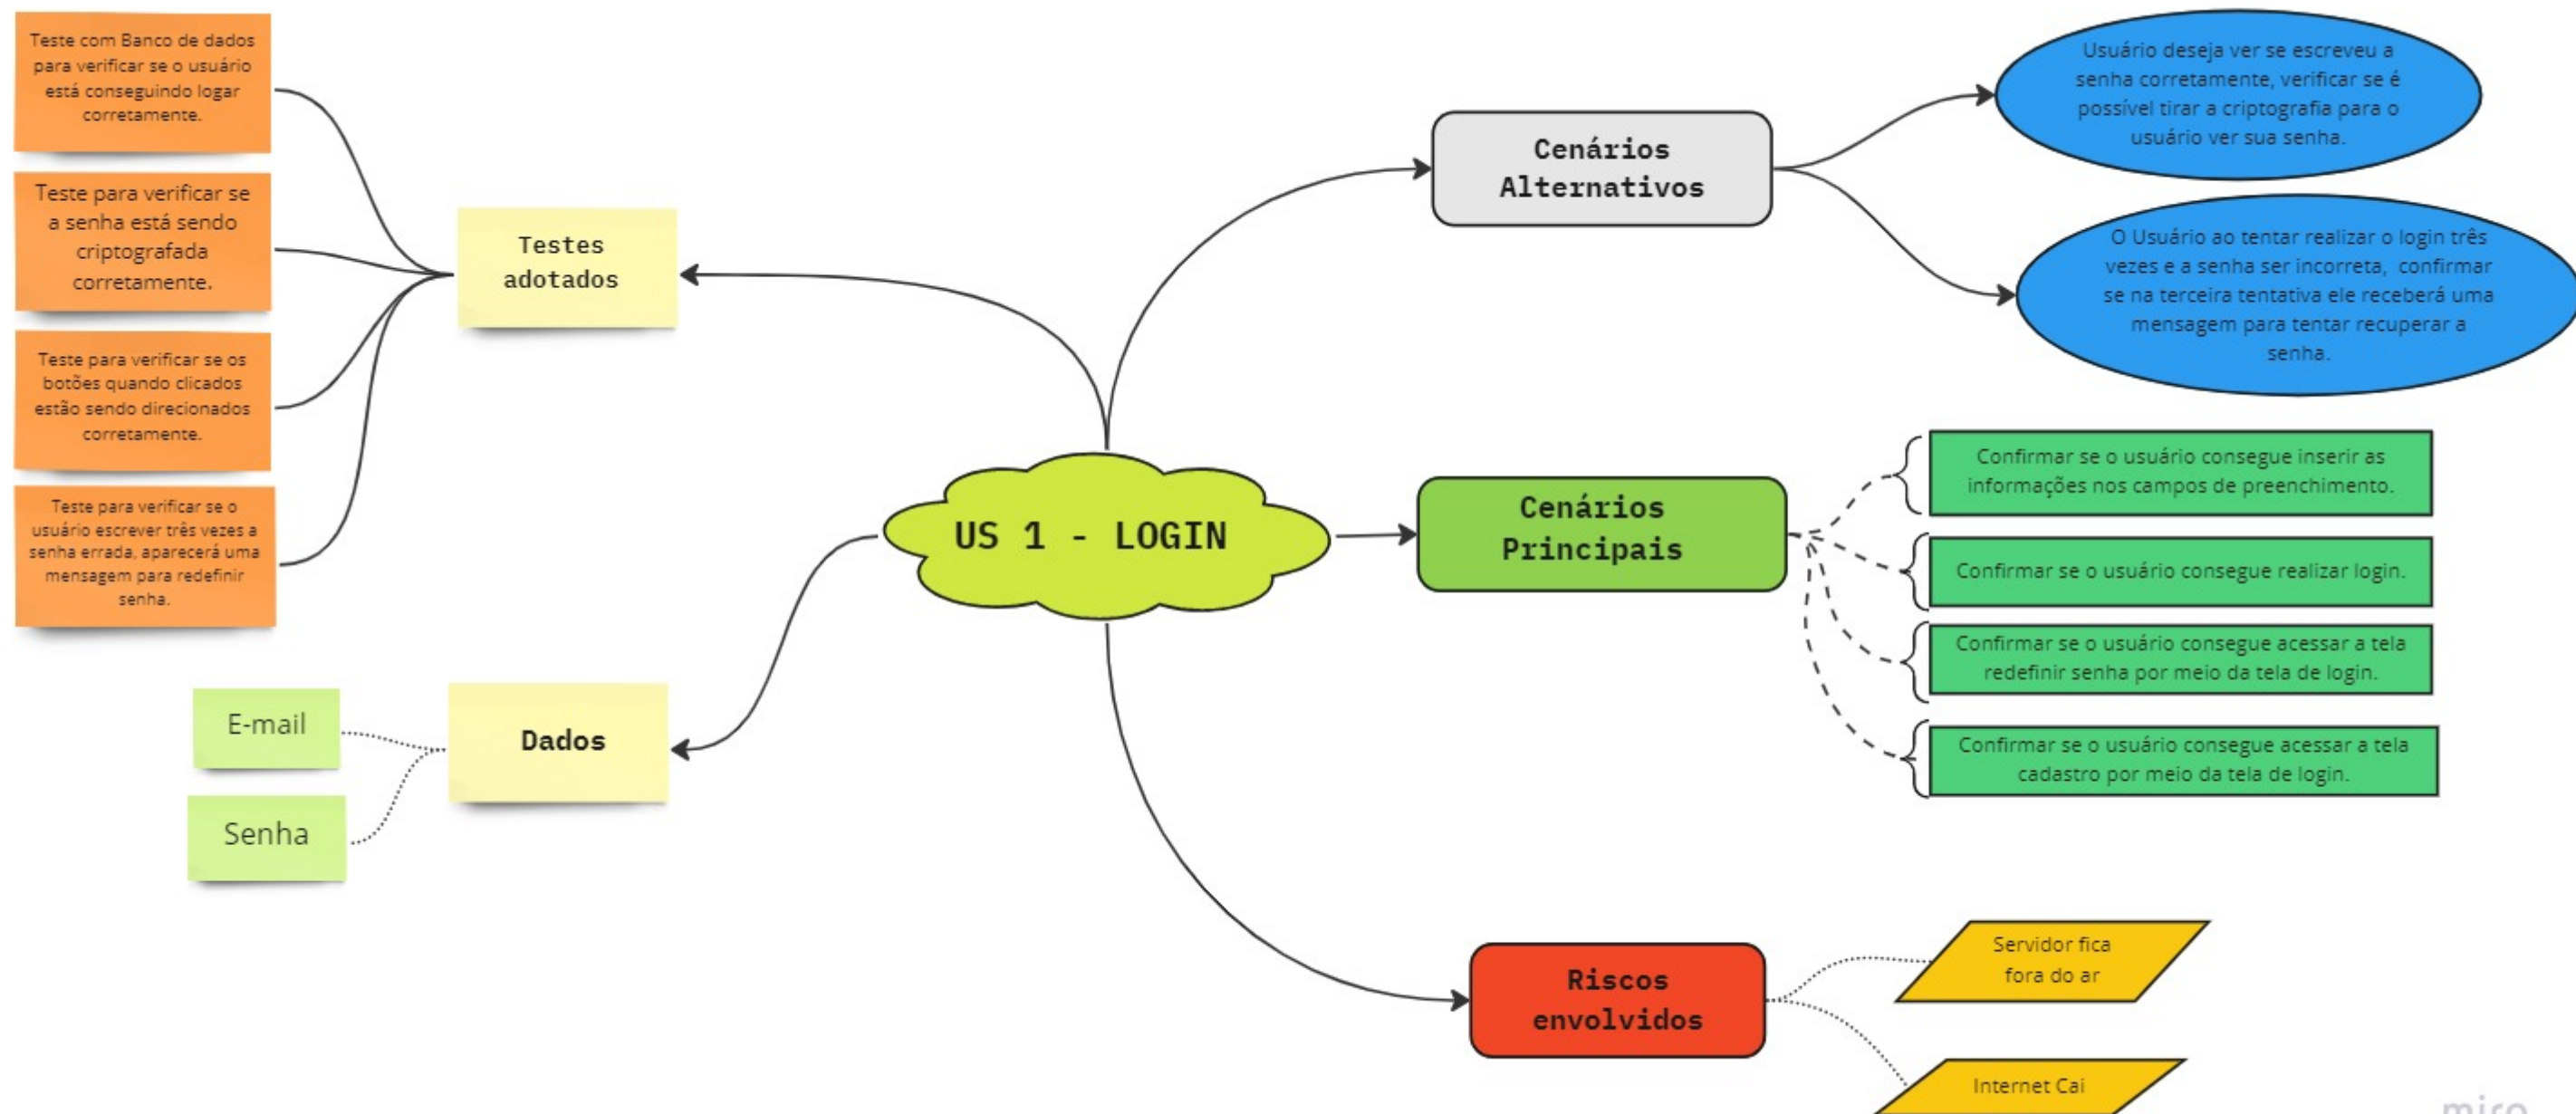 Teste com Banco de dados
para verificar se o usuário
está conseguindo logar
corretamente.
Teste para verificar se
a senha está sendo
criptografada
corretamente.
Teste para verificar se os
botões quando clicados
estão sendo direcionados
corretamente.
Teste para verificar se o
usuário escrever três vezes a
senha errada, aparecerá uma
mensagem para redefinir
senha.
Testes
adotados
E-mail
Senha
Dados
US 1 - LOGIN
Cenários
Alternativos
Usuário deseja ver se escreveu a
senha corretamente, verificar se é
possível tirar a criptografia para o
usuário ver sua senha.
O Usuário ao tentar realizar o login três
vezes e a senha ser incorreta, confirmar
se na terceira tentativa ele receberá uma
mensagem para tentar recuperar a
senha.
Cenários
Principais
Confirmar se o usuário consegue inserir as
informações nos campos de preenchimento.
Confirmar se o usuário consegue realizar login.
Confirmar se o usuário consegue acessar a tela
redefinir senha por meio da tela de login.
Confirmar se o usuário consegue acessar a tela
cadastro por meio da tela de login.
Riscos
envolvidos
Servidor fica
fora do ar
Internet Cai
miro